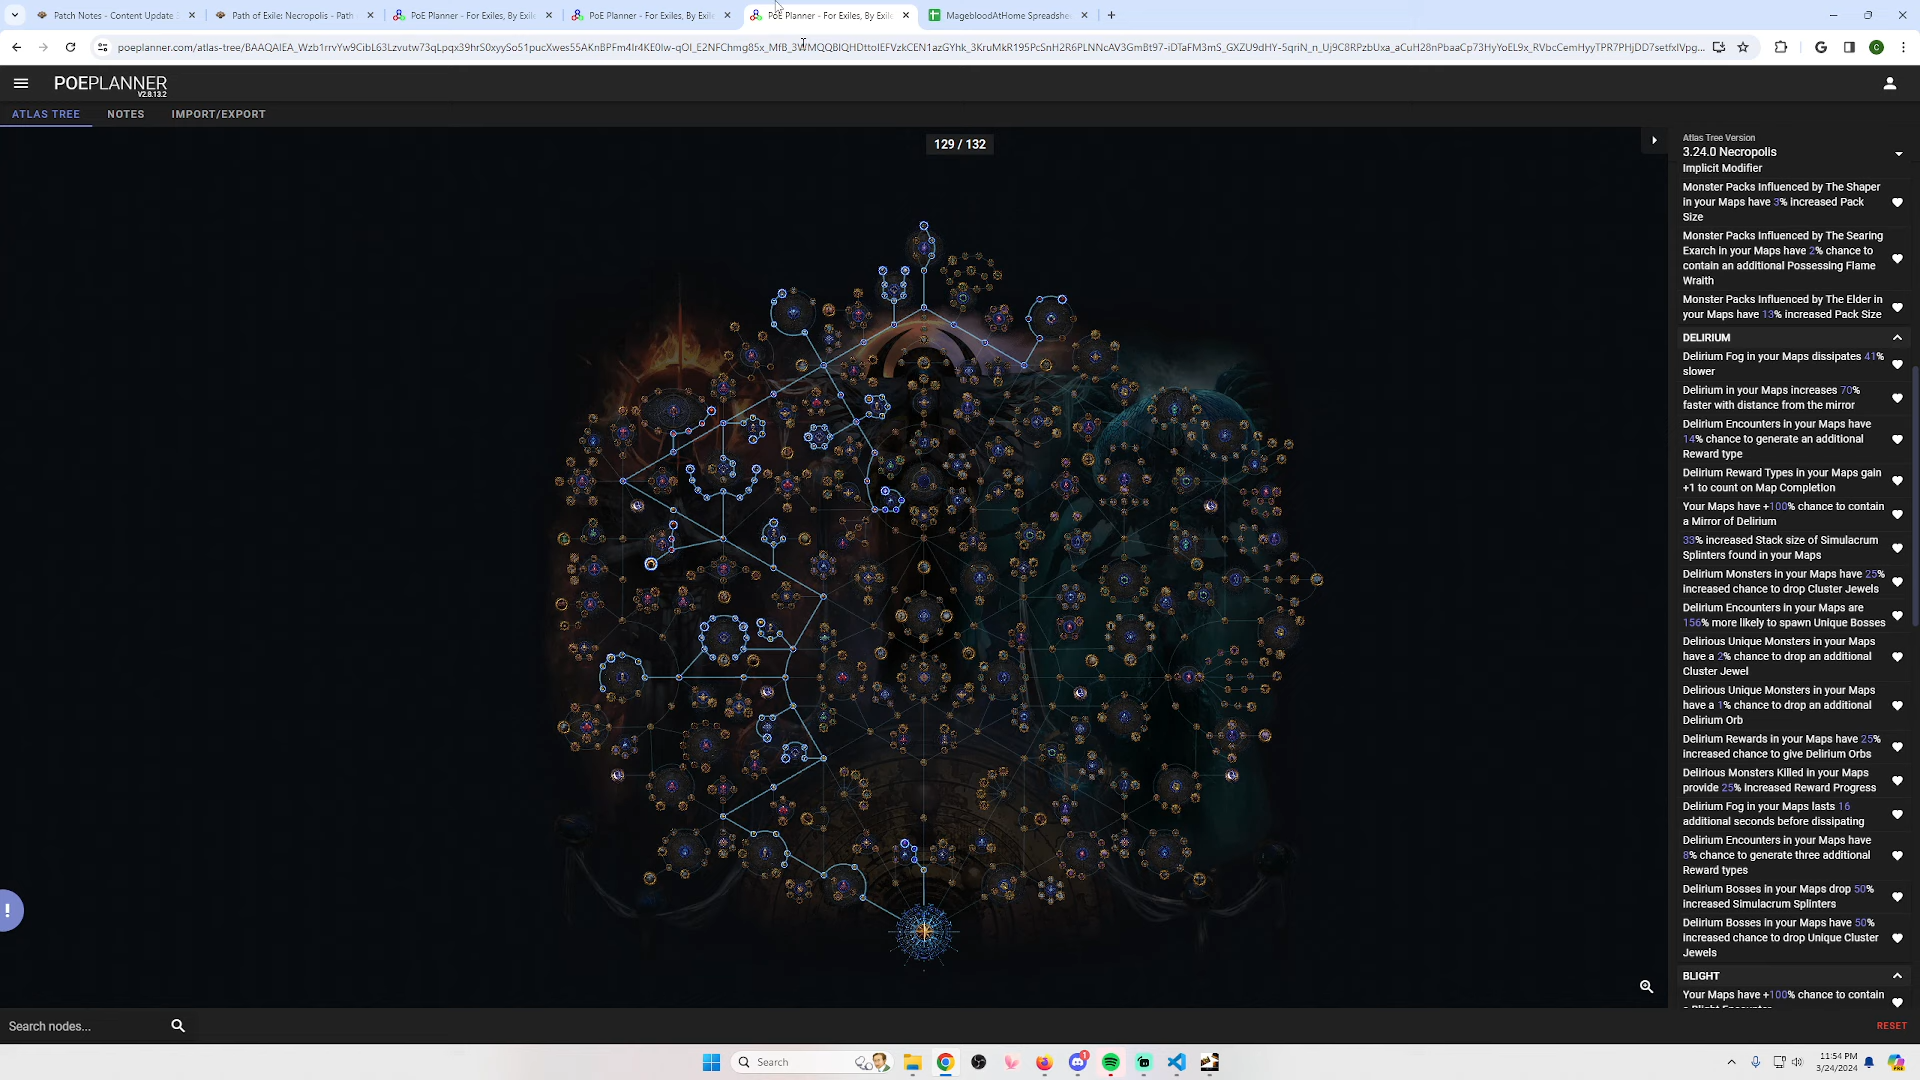 Patch Notes - Content Update
Path of Exile: Necropolis - Path
PoE Planner - For Exiles, By Exile
PoE Planner - For Exiles, By Exile
PoE Planner - For Exiles, By Exile
MagebloodAtHome Spreadshe
POEPLANNER
V2.8.13.2
ATLAS TREE
NOTES
IMPORT/EXPORT
129 / 132
Atlas Tree Version
3.24.0 Necropolis
Implicit Modifier
Monster Packs Influenced by The Shaper
in your Maps have 3% increased Pack
Size
Monster Packs Influenced by The Searing
Exarch in your Maps have 2% chance to
contain an additional Possessing Flame
Wraith
Monster Packs Influenced by The Elder in
your Maps have 13% increased Pack Size
DELIRIUM
Delirium Fog in your Maps dissipates 41%
slower
Delirium in your Maps increases 70%
faster with distance from the mirror
Delirium Encounters in your Maps have
14% chance to generate an additional
Reward type
Delirium Reward Types in your Maps gain
+1 to count on Map Completion
Your Maps have +100% chance to contain
a Mirror of Delirium
33% increased Stack size of Simulacrum
Splinters found in your Maps
Delirium Monsters in your Maps have 25%
increased chance to drop Cluster Jewels
Delirium Encounters in your Maps are
156% more likely to spawn Unique Bosses
Delirious Unique Monsters in your Maps
have a 2% chance to drop an additional
Cluster Jewel
Delirious Unique Monsters in your Maps
have a 1% chance to drop an additional
Delirium Orb
Delirium Rewards in your Maps have 25%
increased chance to give Delirium Orbs
Delirious Monsters Killed in your Maps
provide 25% increased Reward Progress
Delirium Fog in your Maps lasts 16
additional seconds before dissipating
Delirium Encounters in your Maps have
8% chance to generate three additional
Reward types
Delirium Bosses in your Maps drop 50%
increased Simulacrum Splinters
Delirium Bosses in your Maps have 50%
increased chance to drop Unique Cluster
Jewels
BLIGHT
Your Maps have +100% chance to contain
Search nodes...
RESET
Search
11:54 PM
3/24/2024